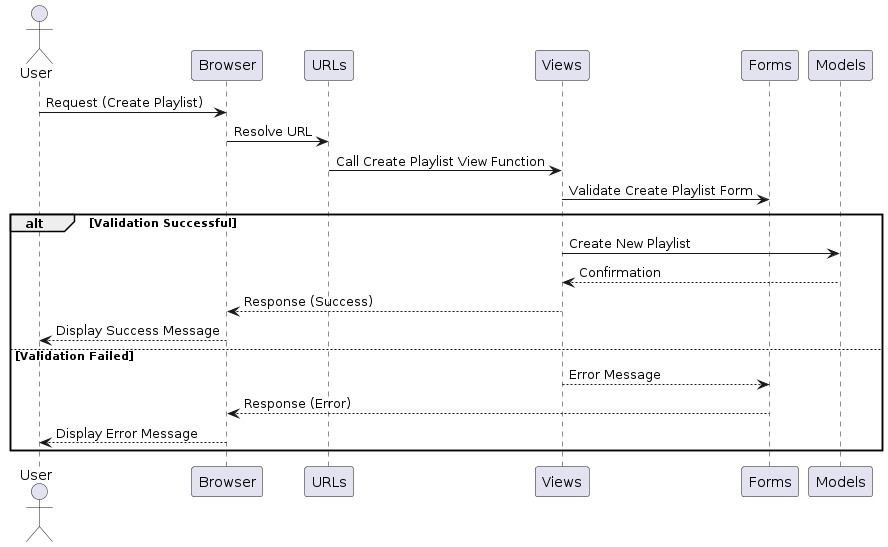 User
Browser
URLs
Views
Forms
Models
Request (Create Playlist)
Resolve URL
Call Create Playlist View Function
Validate Create Playlist Form
alt
[Validation Successful]
Create New Playlist
Confirmation
Response (Success)
Display Success Message
[Validation Failed]
Error Message
Response (Error)
Display Error Message
User
Browser
URLs
Views
Forms
Models